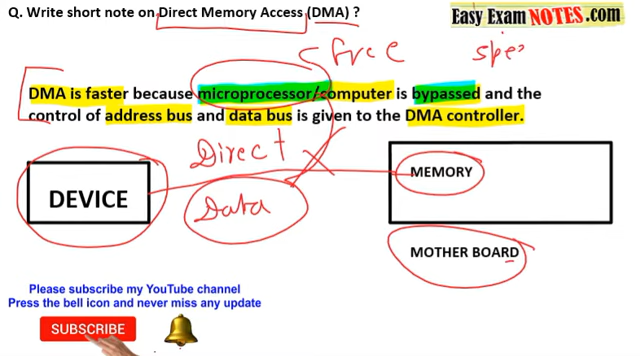 Q. Write short note on Direct Memory Access (DMA) ?
Easy Exam NOTES.com
free
spe
DMA is faster because microprocessor/computer is bypassed and the
control of address bus and data bus is given to the DMA controller.
Direct
DEVICE
Data
MEMORY
MOTHER BOARD
Please subscribe my YouTube channel
Press the bell icon and never miss any update
SUBSCRIBE